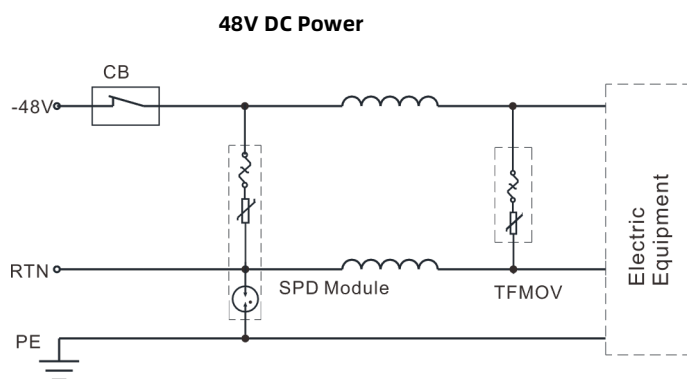 48V DC Power
CB
-48V
RTN
SPD Module
TFMOV
PE
Electric
Equipment